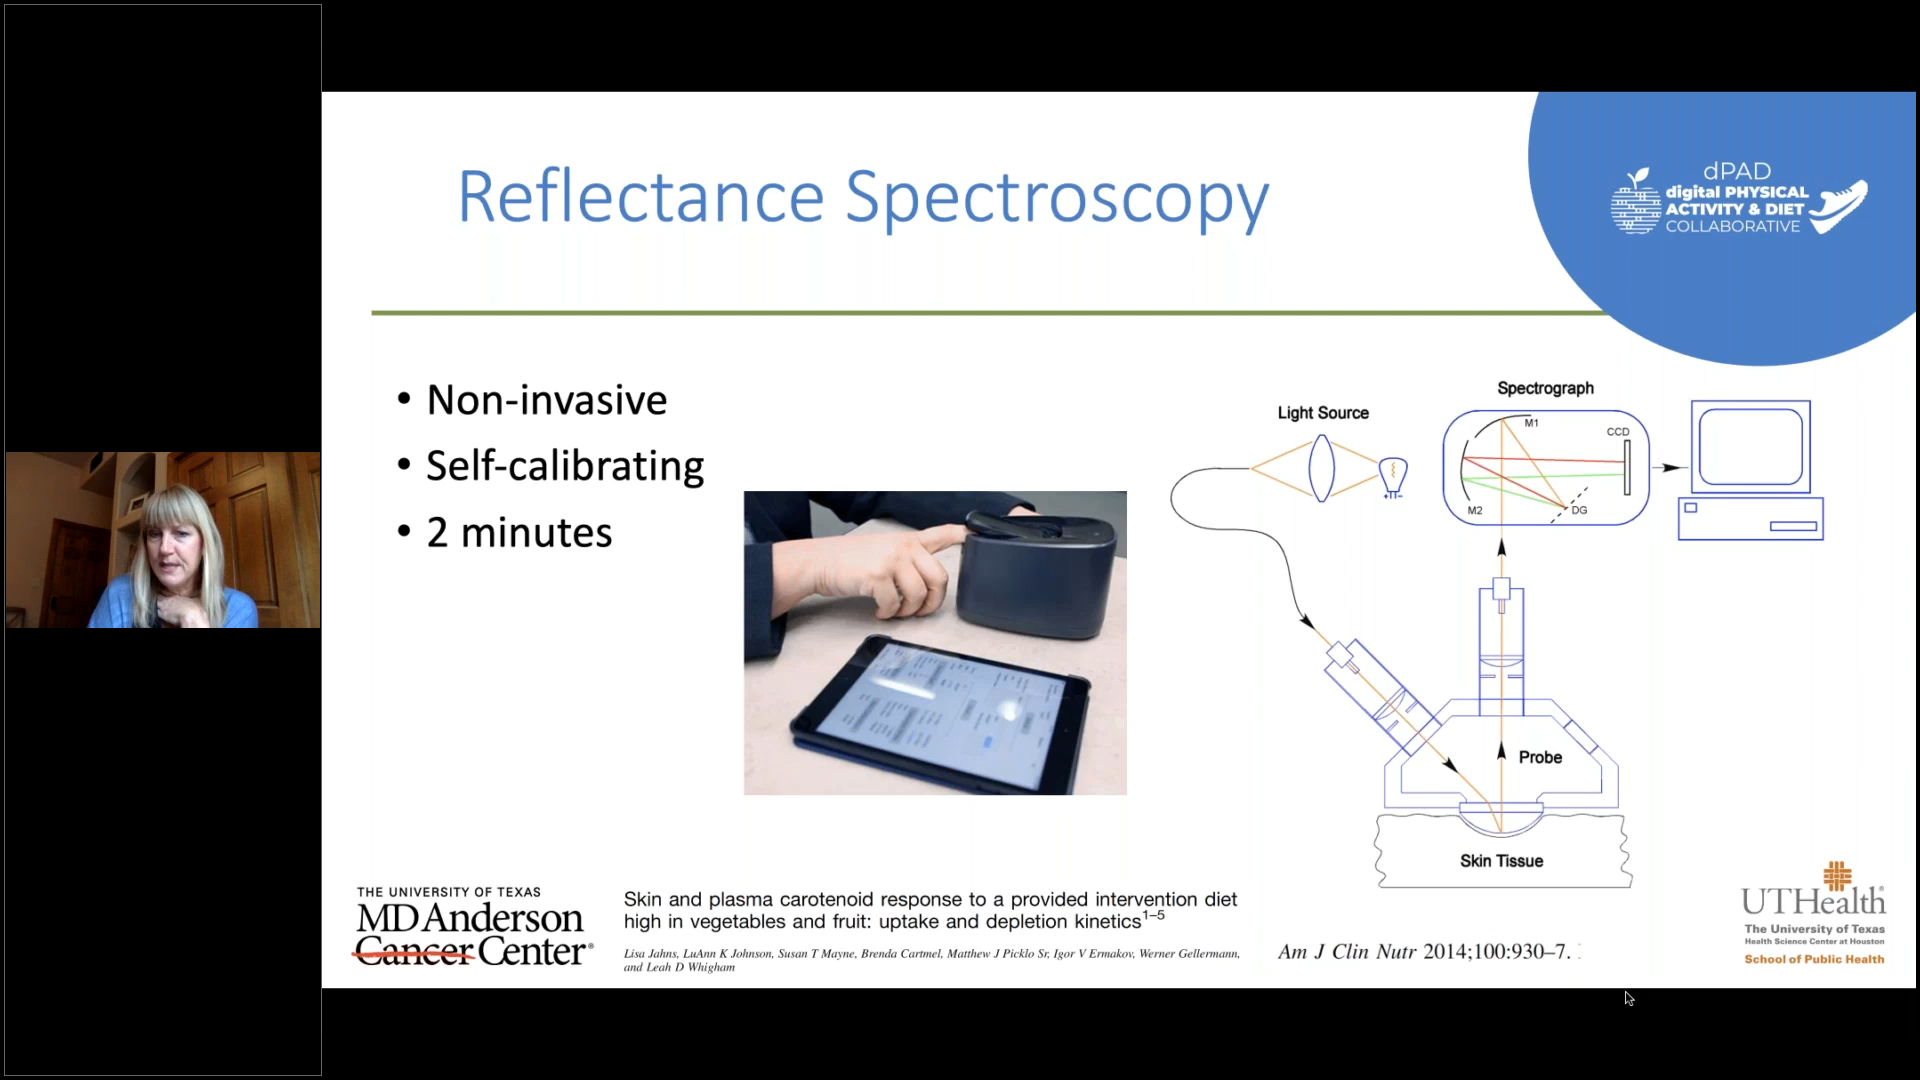 Reflectance Spectroscopy
dPAD
digital PHYSICAL
ACTIVITY & DIET
COLLABORATIVE
• Non-invasive
• Self-calibrating
• 2 minutes
Light Source
Spectrograph
M1
CCD
M2
DG
Probe
Skin Tissue
THE UNIVERSITY OF TEXAS
MD Anderson
Cancer Center®
Skin and plasma carotenoid response to a provided intervention diet
high in vegetables and fruit: uptake and depletion kinetics1–5
Lisa Jahns, LuAnn K Johnson, Susan T Mayne, Brenda Cartmel, Matthew J Picklo Sr, Igor V Ermakov, Werner Gellermann,
and Leah D Whigham
Am J Clin Nutr 2014;100:930–7.
UTHealth®
The University of Texas
Health Science Center at Houston
School of Public Health